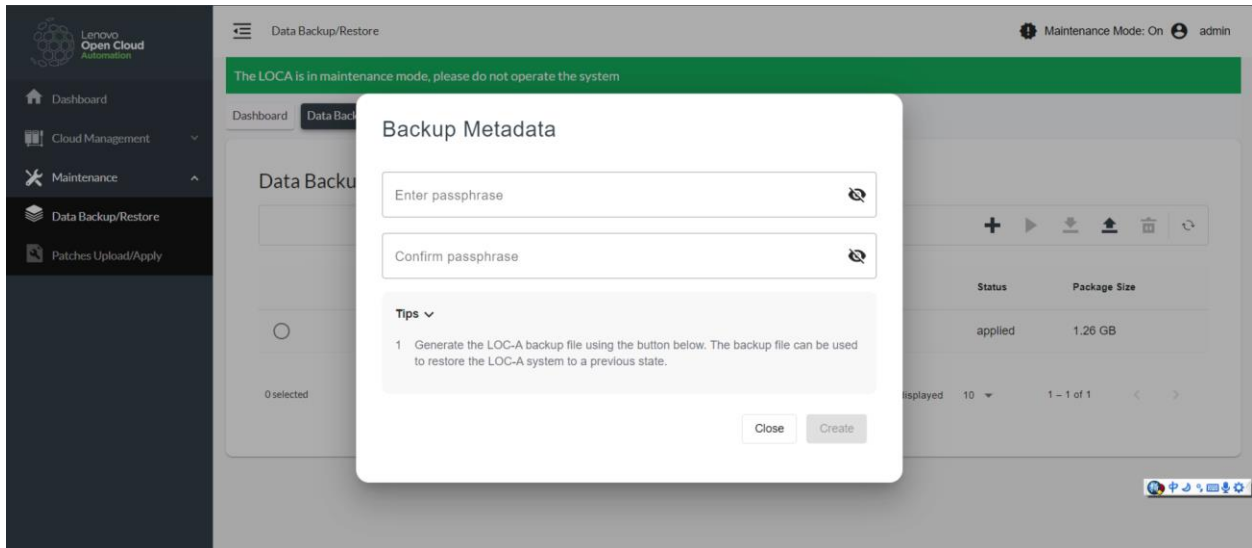 Lenovo
Open Cloud
Automation
Data Backup/Restore
Maintenance Mode: On
admin
The LOCA is in maintenance mode, please do not operate the system
Dashboard
Cloud Management
Maintenance
Data Backup/Restore
Patches Upload/Apply
Dashboard
Data Back
Data Backu
Backup Metadata
Enter passphrase
Confirm passphrase
Tips
1 Generate the LOC-A backup file using the button below. The backup file can be used
to restore the LOC-A system to a previous state.
Close
Create
Status
Package Size
applied
1.26 GB
0 selected
displayed
10
1 – 1 of 1
中